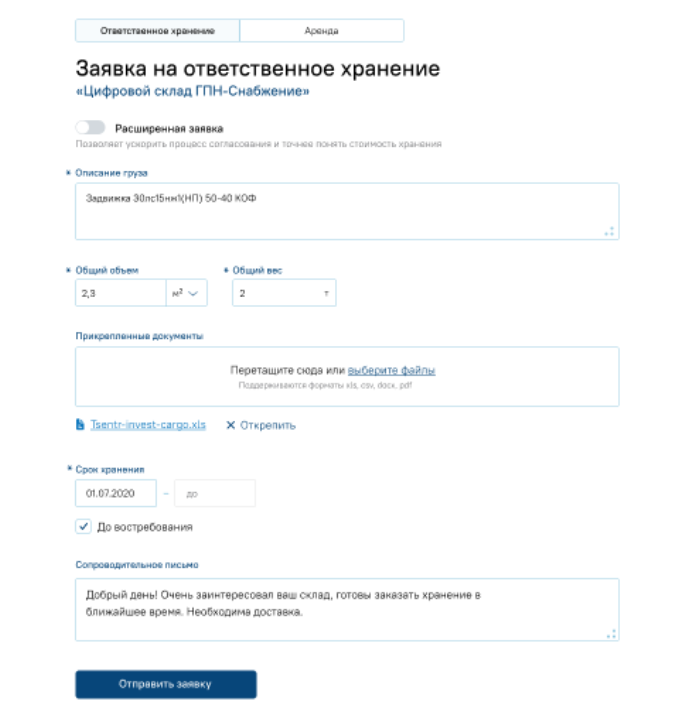 Ответственное хранение
Аренда
Заявка на ответственное хранение
«Цифровой склад ГПН-Снабжение»
Расширенная заявка
Позволяет ускорить процесс согласования и точнее понять стоимость хранения
* Описание груза
Задвижка 30лс15нж1(НП) 50-40 КОФ
* Общий объем
* Общий вес
2,3
м²
2
т
Прикрепленные документы
Перетащите сюда или выберите файлы
Поддерживаются форматы xls, csv, docx, pdf
Tsentr-invest-cargo.xls
Открепить
* Срок хранения
01.07.2020 – до
До востребования
Сопроводительное письмо
Добрый день! Очень заинтересовал ваш склад, готовы заказать хранение в
ближайшее время. Необходима доставка.
Отправить заявку